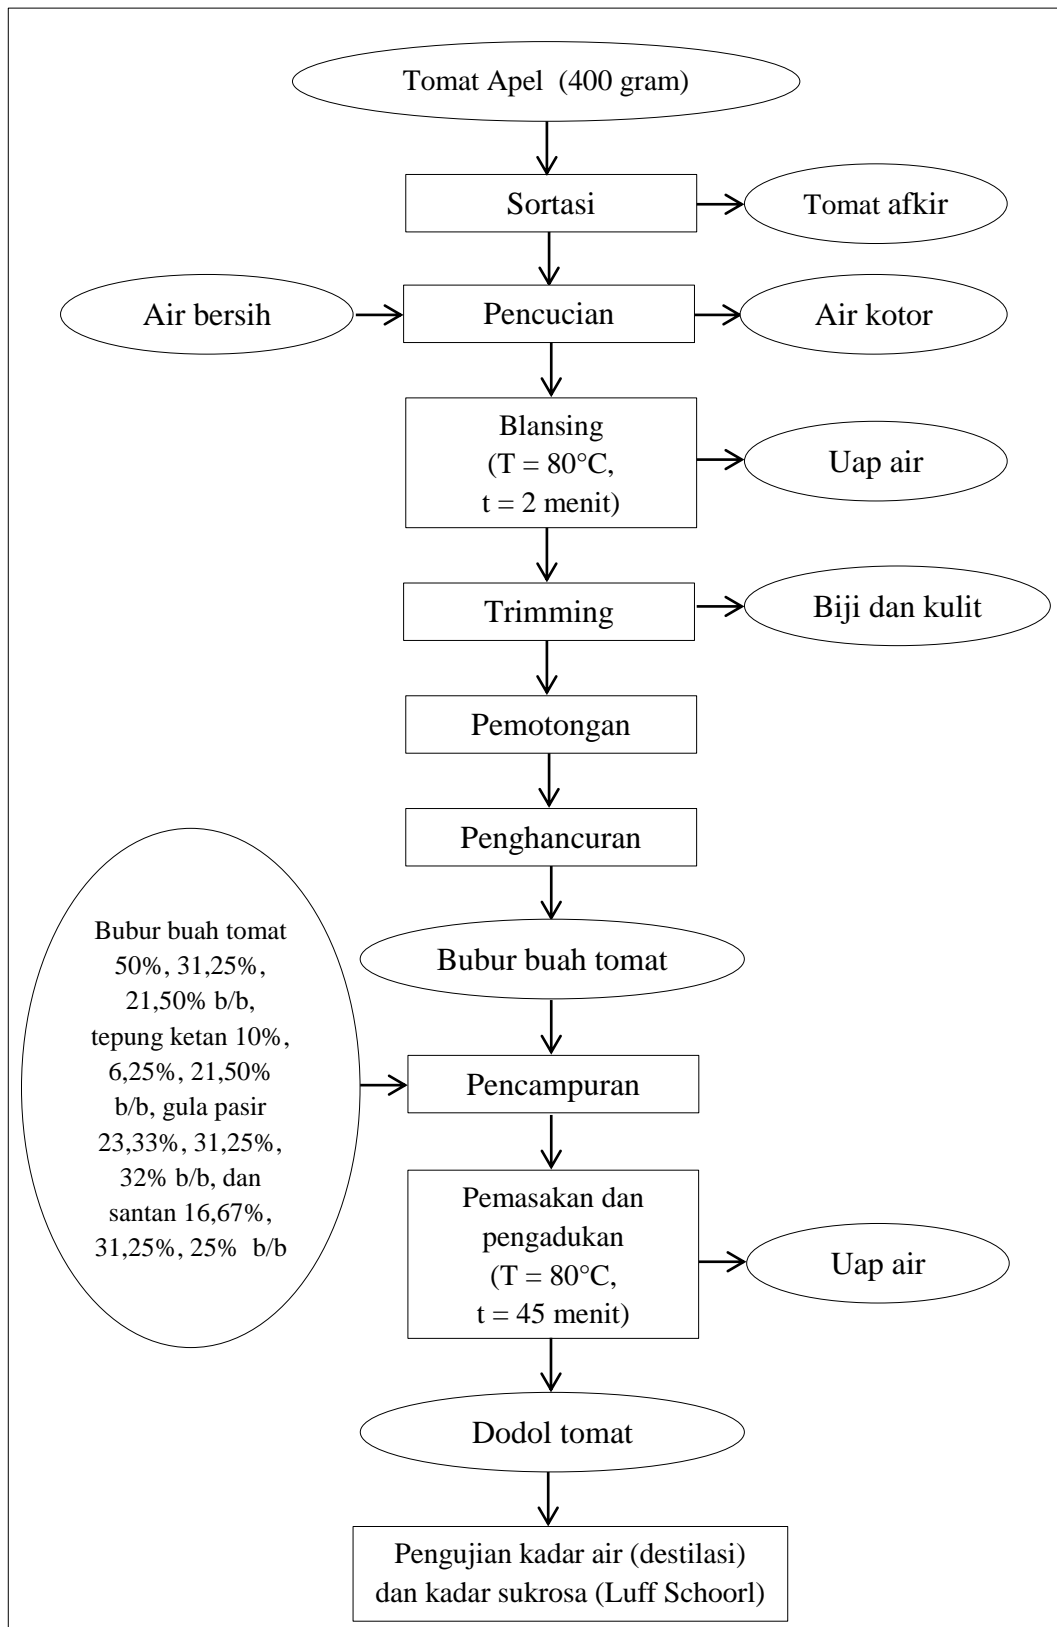 Tomat Apel (400 gram)
Sortasi
Tomat afkir
Air bersih
Pencucian
Air kotor
Blansing
(T = 80°C,
t = 2 menit)
Uap air
Trimming
Biji dan kulit
Pemotongan
Penghancuran
Bubur buah tomat
Bubur buah tomat
50%, 31,25%,
21,50% b/b,
tepung ketan 10%,
6,25%, 21,50%
b/b, gula pasir
23,33%, 31,25%,
32% b/b, dan
santan 16,67%,
31,25%, 25% b/b
Pencampuran
Pemasakan dan
pengadukan
(T = 80°C,
t = 45 menit)
Uap air
Dodol tomat
Pengujian kadar air (destilasi)
dan kadar sukrosa (Luff Schoorl)